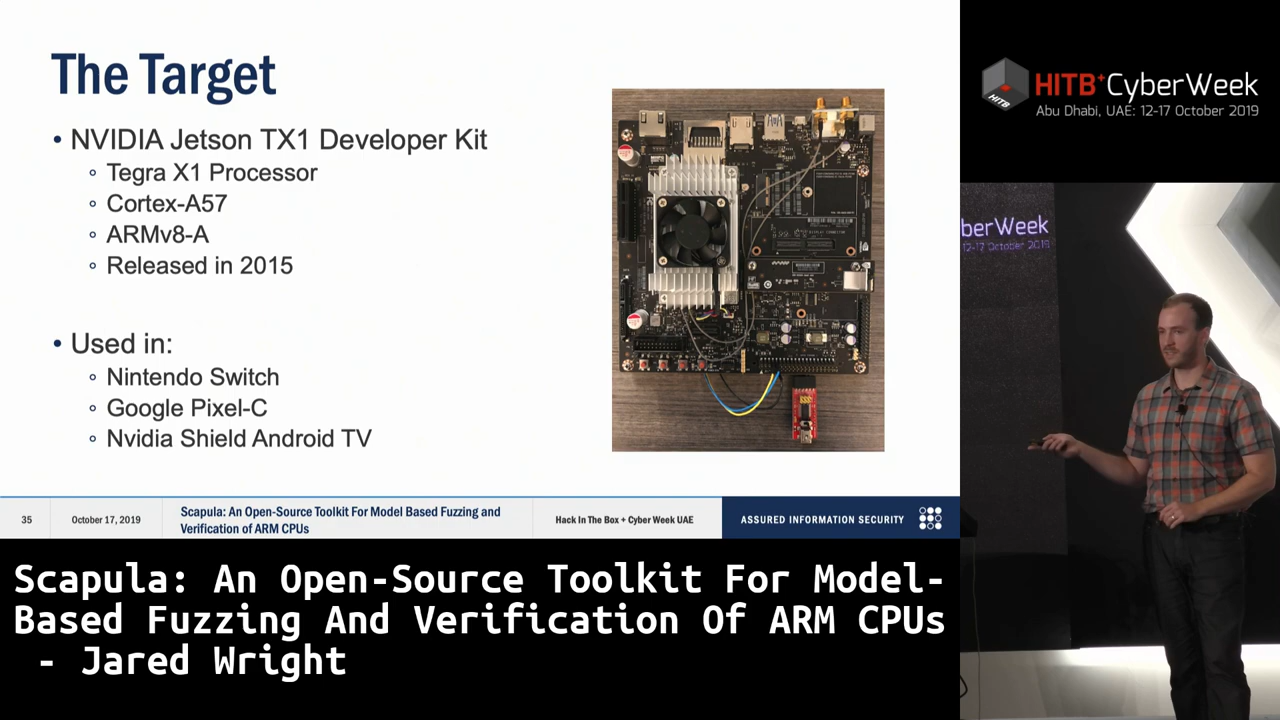 The Target
• NVIDIA Jetson TX1 Developer Kit
◦ Tegra X1 Processor
◦ Cortex-A57
◦ ARMv8-A
◦ Released in 2015
• Used in:
◦ Nintendo Switch
◦ Google Pixel-C
◦ Nvidia Shield Android TV
35
October 17, 2019
Scapula: An Open-Source Toolkit For Model Based Fuzzing and
Verification of ARM CPUs
Hack In The Box + Cyber Week UAE
ASSURED INFORMATION SECURITY
HITB
HITB+CyberWeek
Abu Dhabi, UAE: 12-17 October 2019
berWeek
12-17 October 2019
Scapula: An Open-Source Toolkit For Model-
Based Fuzzing And Verification Of ARM CPUs
- Jared Wright